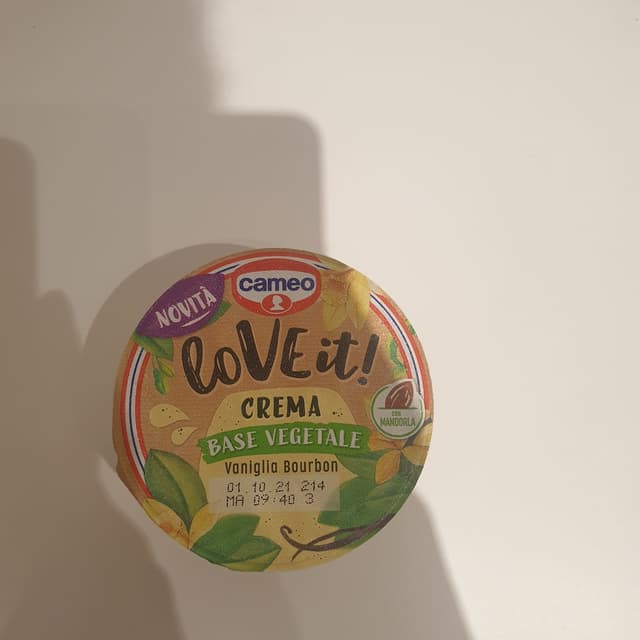 cameo
NOVITÀ
loVE it!
CREMA
BASE VEGETALE
Vaniglia Bourbon
CON
MANDORLA
01.10.21 214
MA 09:40 3